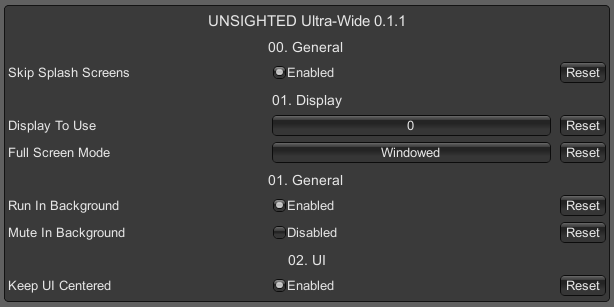 UNSIGHTED Ultra-Wide 0.1.1
00. General
Skip Splash Screens Enabled Reset
01. Display
Display To Use 0 Reset
Full Screen Mode Windowed Reset
01. General
Run In Background Enabled Reset
Mute In Background Disabled Reset
02. UI
Keep UI Centered Enabled Reset